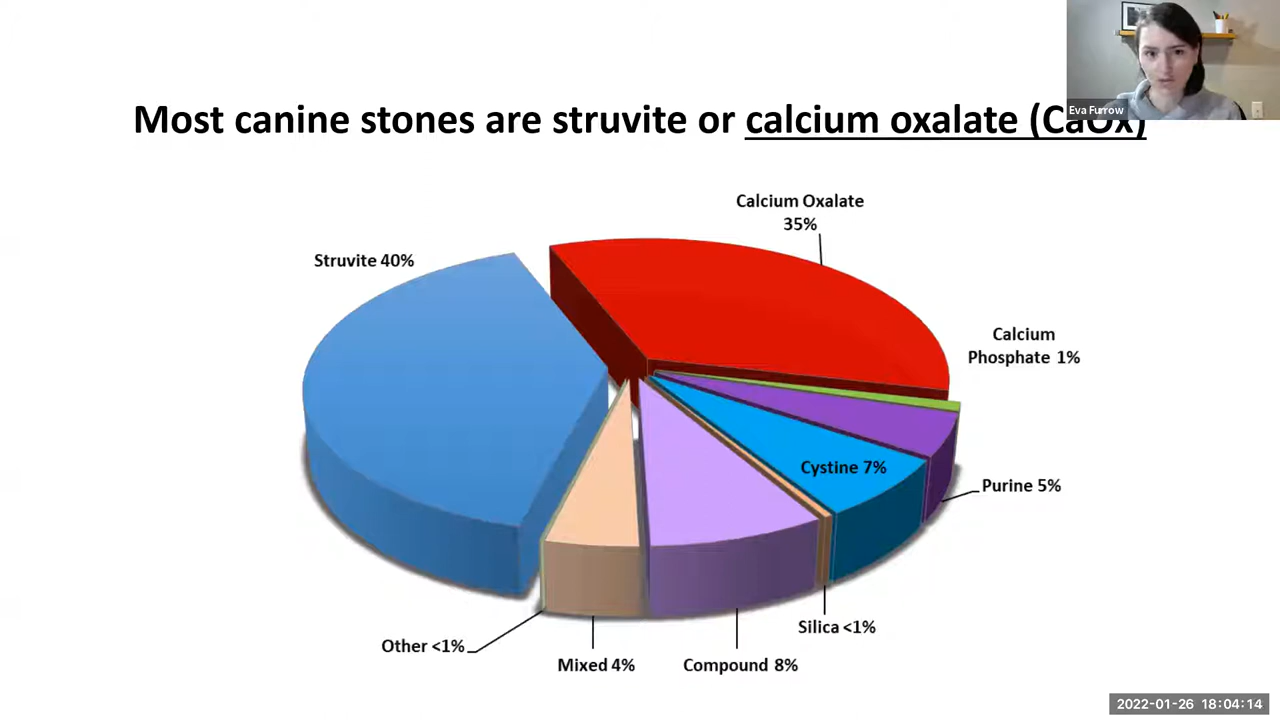 Eva Furrow
Most canine stones are struvite or calcium oxalate (CaOx)
Calcium Oxalate
35%
Struvite 40%
Calcium
Phosphate 1%
Cystine 7%
Purine 5%
Silica <1%
Other <1%
Mixed 4%
Compound 8%
2022-01-26 18:04:14